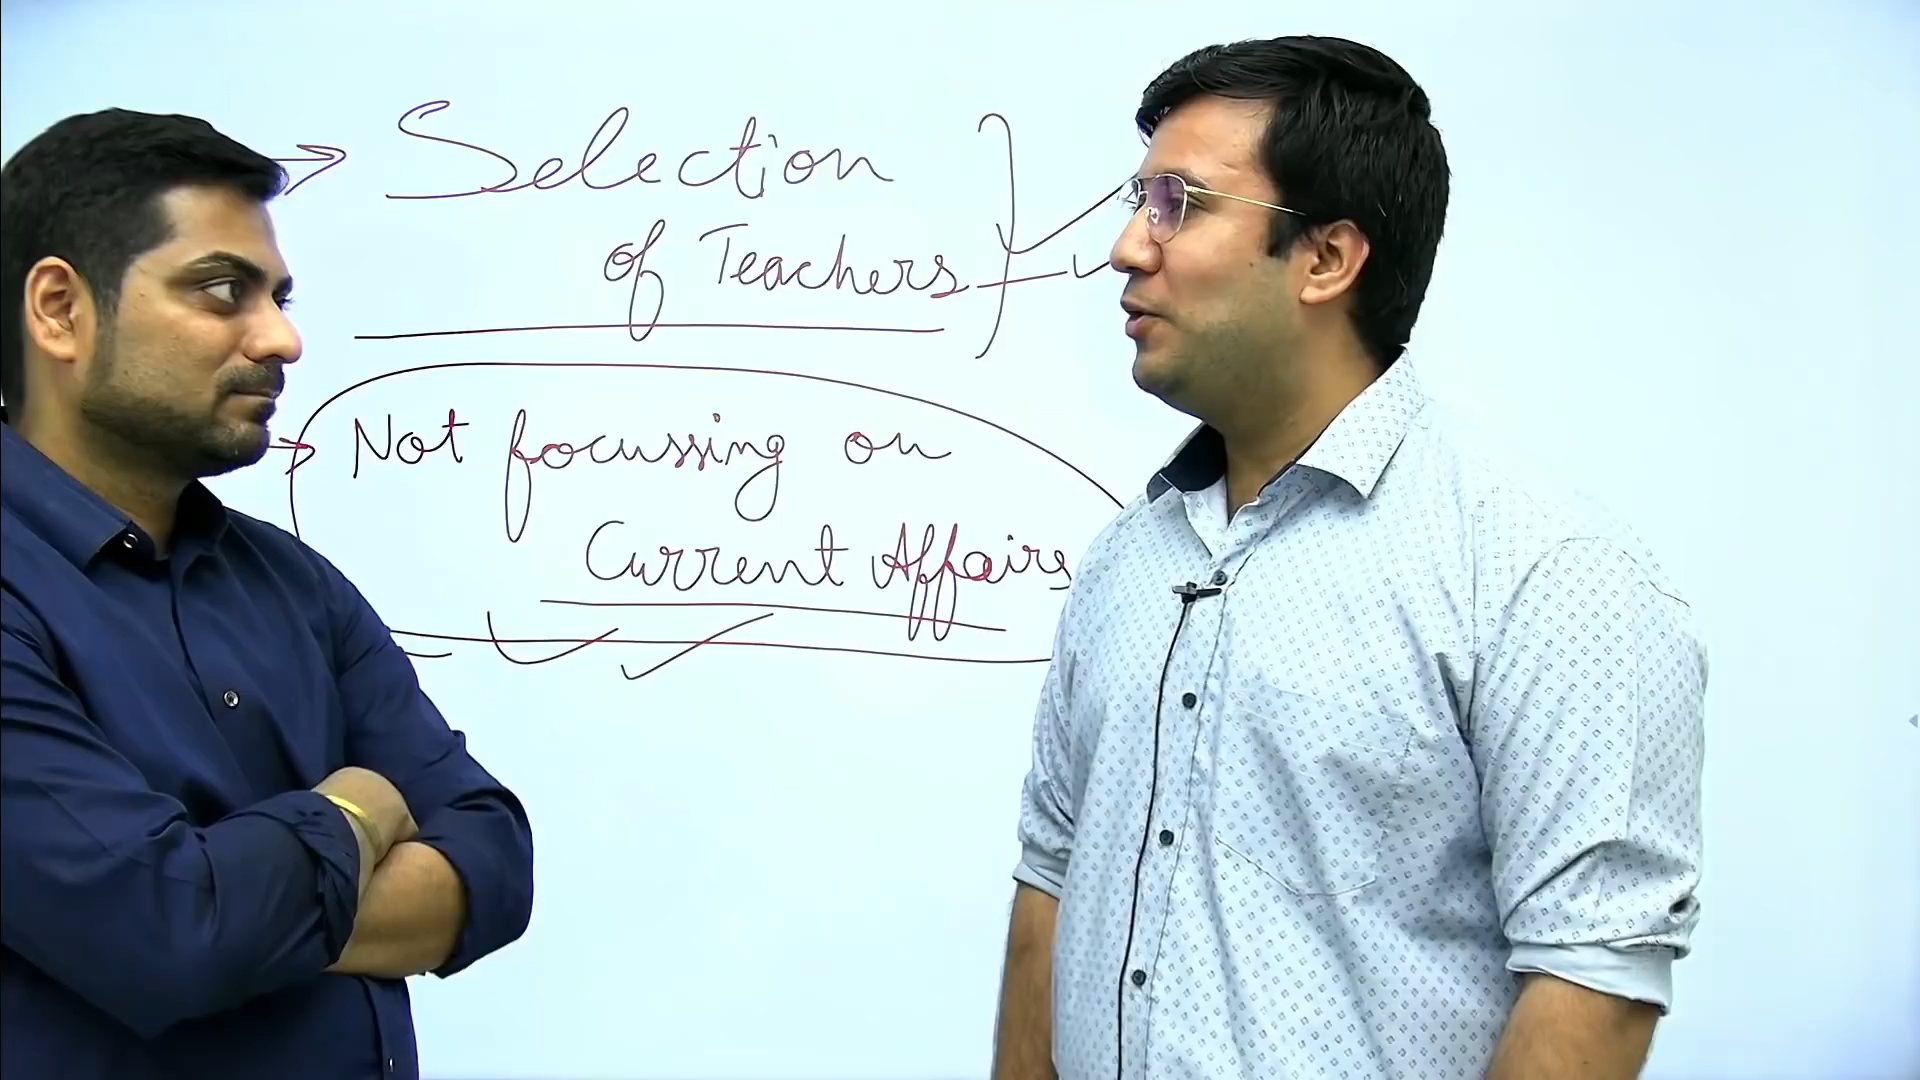 Selection
of Teachers
Not focussing on
Current Affairs